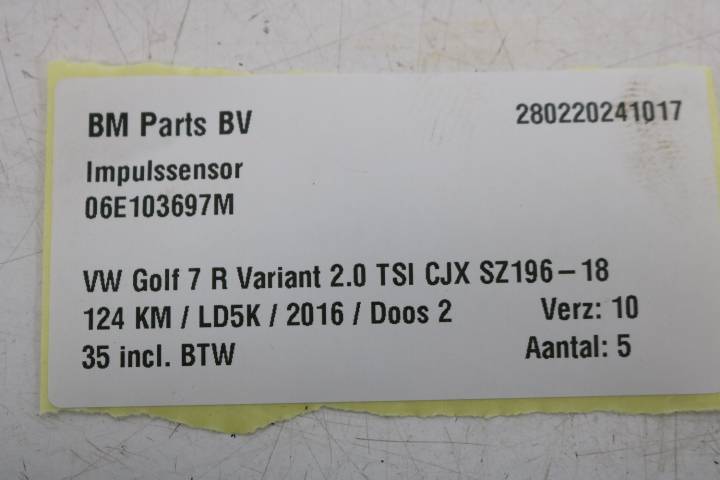 BM Parts BV 280220241017
Impulssensor
06E103697M
VW Golf 7 R Variant 2.0 TSI CJX SZ196-18
124 KM / LD5K / 2016 / Doos 2 Verz: 10
35 incl. BTW Aantal: 5